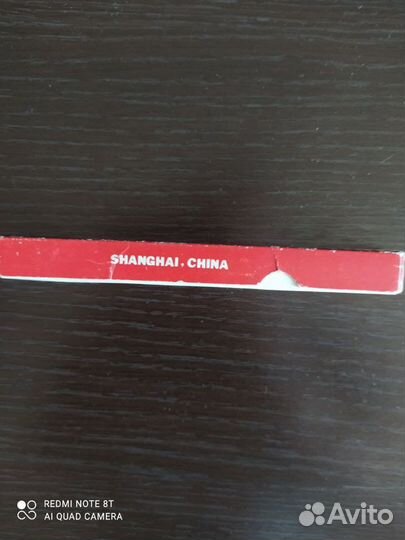 SHANGHAI, CHINA
REDMI NOTE 8T
AI QUAD CAMERA
Avito